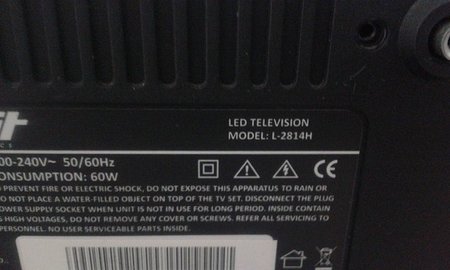 LED TELEVISION
MODEL: L-2814H
00-240V~ 50/60Hz
ONSUMPTION: 60W
CE
PREVENT FIRE OR ELECTRIC SHOCK, DO NOT EXPOSE THIS APPARATUS TO RAIN OR
O NOT PLACE A WATER-FILLED OBJECT ON TOP OF THE TV SET. DISCONNECT THE PLUG
OWER SUPPLY SOCKET WHEN UNIT IS NOT IN USE FOR LONG PERIOD. INSIDE CONTAIN
S HIGH VOLTAGES, DO NOT REMOVE ANY COVER OR SCREWS. REFER ALL SERVICING TO
PERSONNEL. NO USER SERVICEABLE PARTS INSIDE.